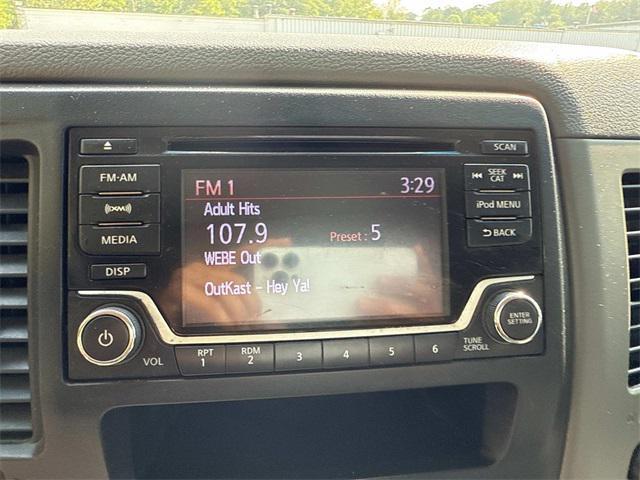 SCAN
FM·AM
SEEK
CAT
((XM))
iPod MENU
MEDIA
BACK
DISP
FM 1
3:29
Adult Hits
107.9
Preset: 5
WEBE Out
OutKast - Hey Ya!
VOL
RPT
1
RDM
2
3
4
5
6
TUNE
SCROLL
ENTER
SETTING